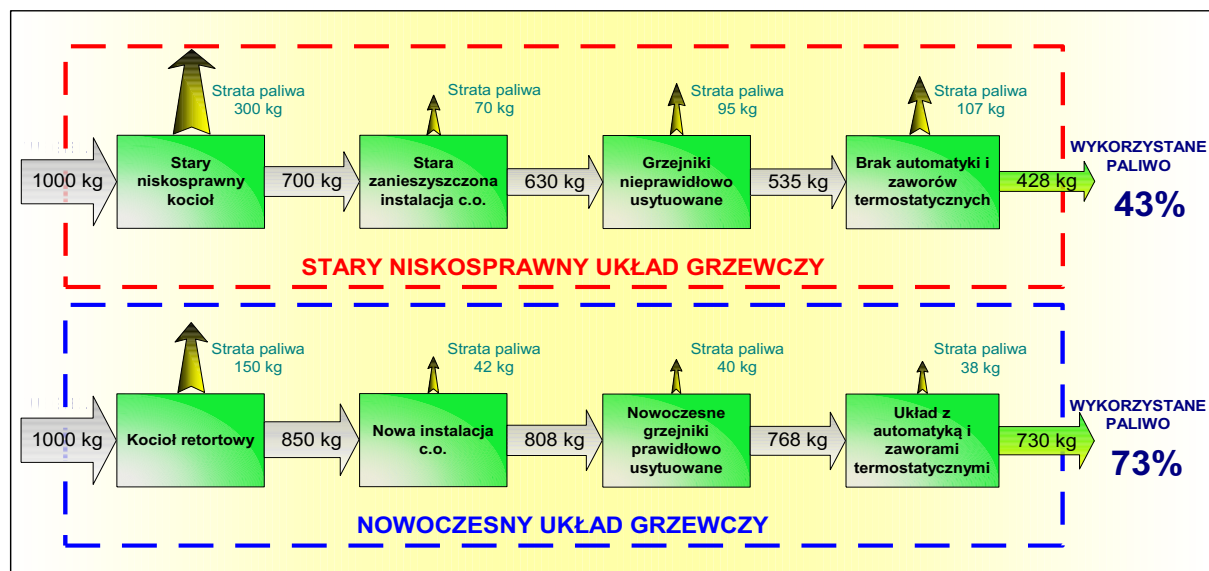 Strata paliwa
300 kg
Strata paliwa
70 kg
Strata paliwa
95 kg
Strata paliwa
107 kg
1000 kg
Stary
niskosprawny
kocioł
700 kg
Stara
zanieszyszczona
instalacja c.o.
630 kg
Grzejniki
nieprawidłowo
usytuowane
535 kg
Brak automatyki i
zaworów
termostatycznych
428 kg
WYKORZYSTANE
PALIWO
43%
STARY NISKOSPRAWNY UKŁAD GRZEWCZY
Strata paliwa
150 kg
Strata paliwa
42 kg
Strata paliwa
40 kg
Strata paliwa
38 kg
1000 kg
Kocioł retortowy
850 kg
Nowa instalacja
c.o.
808 kg
Nowoczesne
grzejniki
prawidłowo
usytuowane
768 kg
Układ z
automatyką i
zaworami
termostatycznymi
730 kg
WYKORZYSTANE
PALIWO
73%
NOWOCZESNY UKŁAD GRZEWCZY